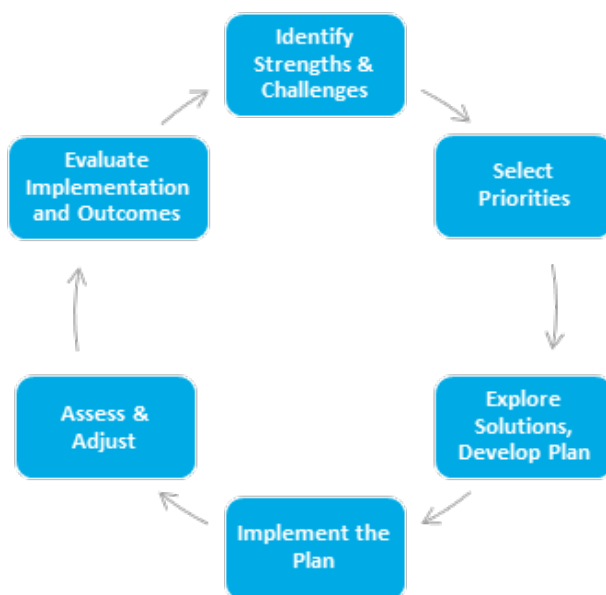 Identify
Strengths &
Challenges
Select
Priorities
Explore
Solutions,
Develop Plan
Implement the
Plan
Assess &
Adjust
Evaluate
Implementation
and Outcomes